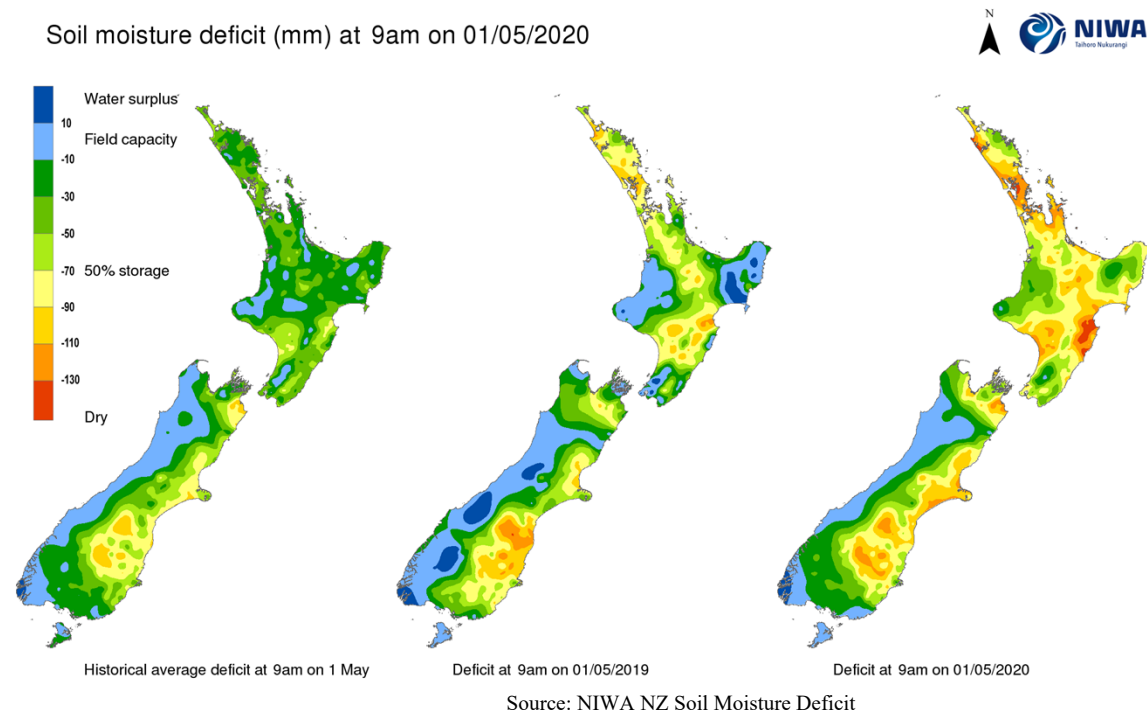 Soil moisture deficit (mm) at 9am on 01/05/2020
N
NIWA
Taihoro Nukurangi
Water surplus
10
Field capacity
-10
-30
-50
50% storage
-70
-90
-110
-130
Dry
Historical average deficit at 9am on 1 May
Deficit at 9am on 01/05/2019
Deficit at 9am on 01/05/2020
Source: NIWA NZ Soil Moisture Deficit